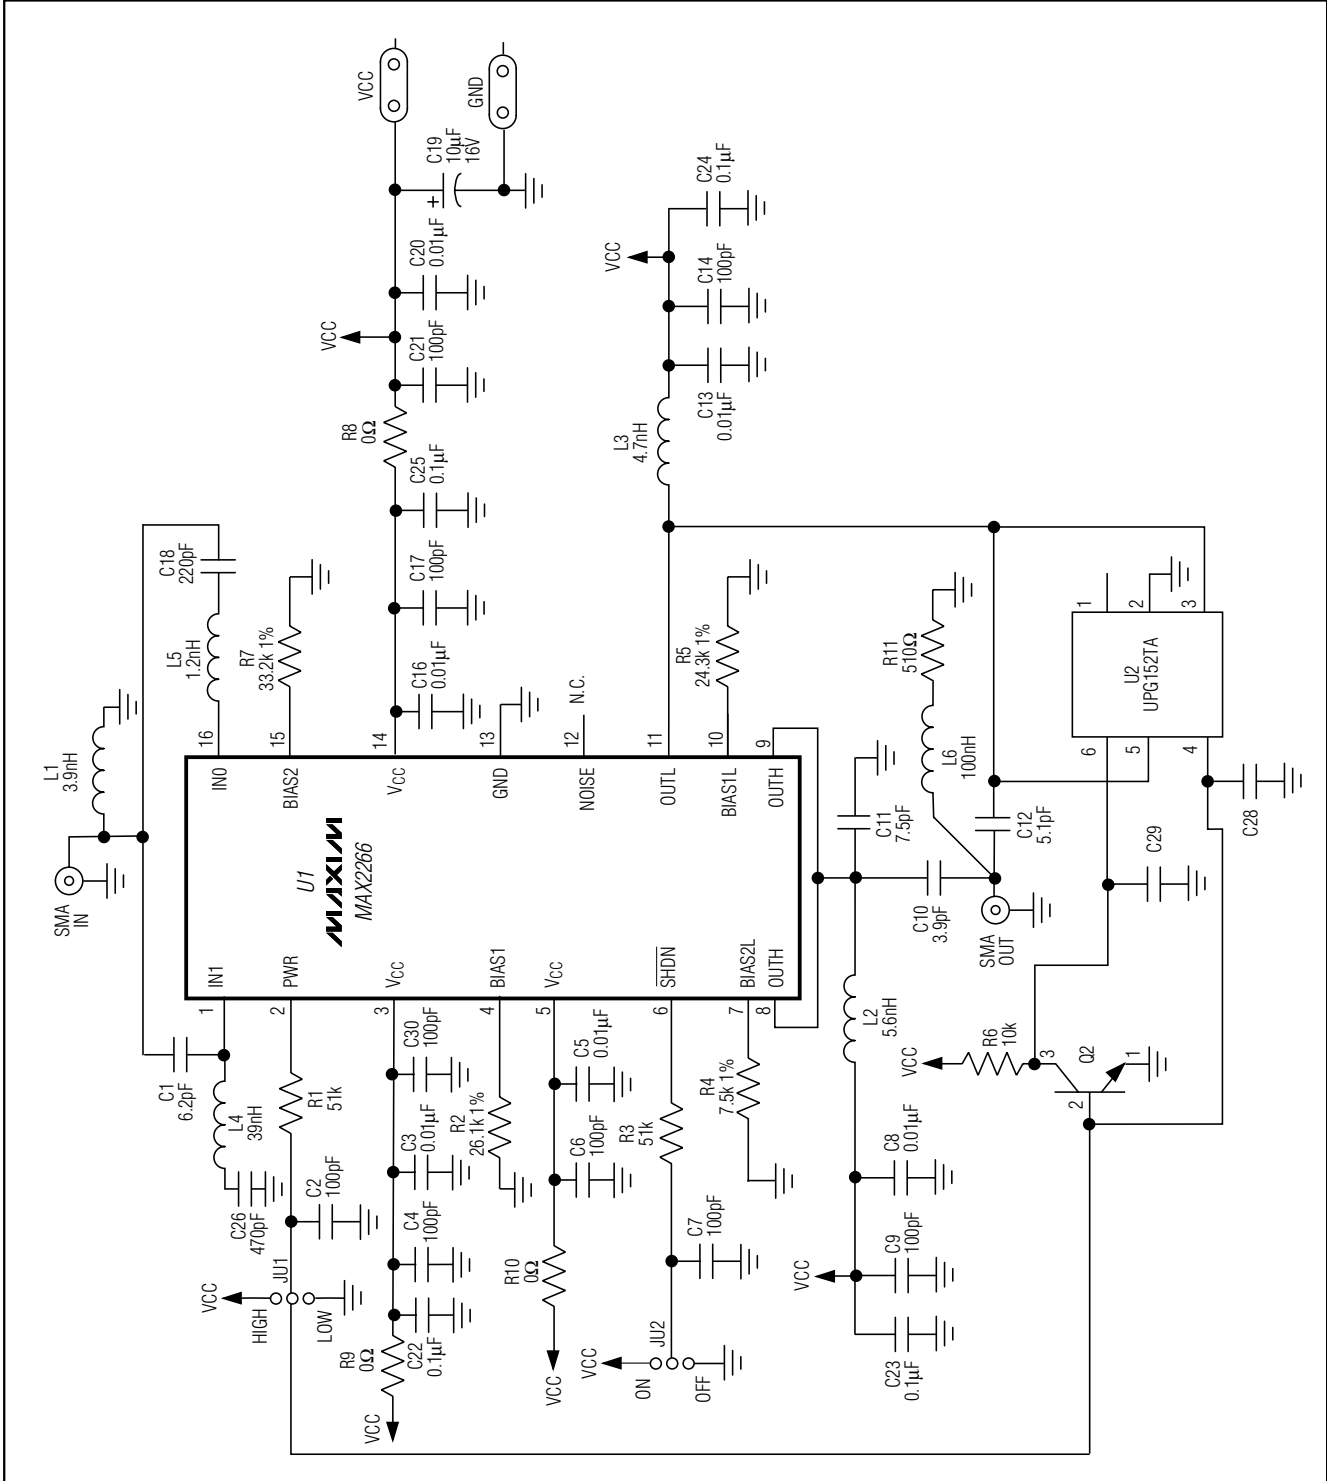 SMA
IN
L1
3.9nH
C1
6.2pF
L4
39nH
C26
470pF
C18
220pF
L5
1.2nH
R7
33.2k 1%
IN1
1
IN0
16
PWR
2
BIAS2
15
VCC
3
VCC
14
BIAS1
4
GND
13
VCC
5
NOISE
12
N.C.
SHDN
6
OUTL
11
BIAS2L
7
BIAS1L
10
OUTH
8
OUTH
9
U1
MAXIM
MAX2266
R1
51k
C2
100pF
JU1
VCC
HIGH
LOW
C30
100pF
C3
0.01µF
C4
100pF
C22
0.1µF
R9
0Ω
VCC
R2
26.1k 1%
C5
0.01µF
C6
100pF
R10
0Ω
VCC
R3
51k
C7
100pF
JU2
VCC
ON
OFF
R4
7.5k 1%
C16
0.01µF
C17
100pF
C25
0.1µF
R8
0Ω
C21
100pF
VCC
C20
0.01µF
C19
10µF
16V
+
VCC
GND
L3
4.7nH
C13
0.01µF
C14
100pF
VCC
C24
0.1µF
R5
24.3k 1%
C11
7.5pF
L6
100nH
R11
510Ω
C10
3.9pF
C12
5.1pF
SMA
OUT
L2
5.6nH
C8
0.01µF
C9
100pF
VCC
C23
0.1µF
VCC
R6
10k
Q2
3
2
1
C29
C28
U2
UPG152TA
1
2
3
4
5
6